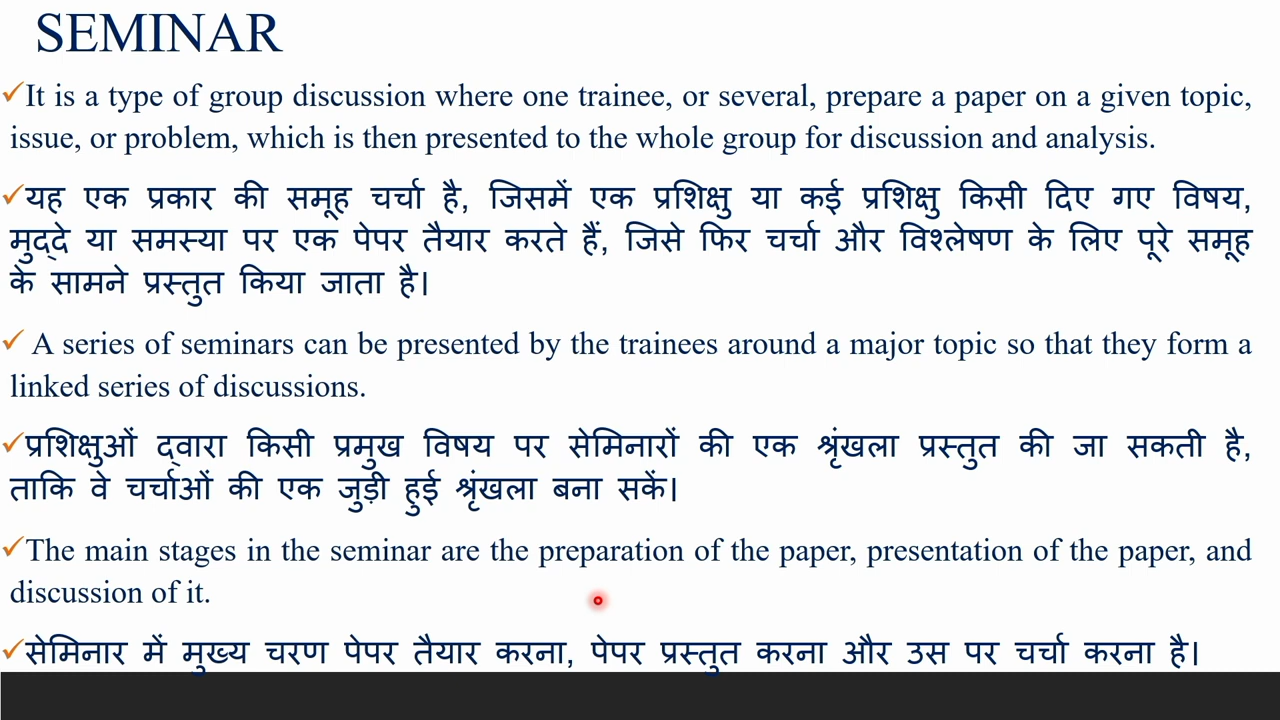 SEMINAR
✓It is a type of group discussion where one trainee, or several, prepare a paper on a given topic,
issue, or problem, which is then presented to the whole group for discussion and analysis.
✓यह एक प्रकार की समूह चर्चा है, जिसमें एक प्रशिक्षु या कई प्रशिक्षु किसी दिए गए विषय,
मुद्दे या समस्या पर एक पेपर तैयार करते हैं, जिसे फिर चर्चा और विश्लेषण के लिए पूरे समूह
के सामने प्रस्तुत किया जाता है।
✓ A series of seminars can be presented by the trainees around a major topic so that they form a
linked series of discussions.
✓प्रशिक्षुओं द्वारा किसी प्रमुख विषय पर सेमिनारों की एक श्रृंखला प्रस्तुत की जा सकती है,
ताकि वे चर्चाओं की एक जुड़ी हुई श्रृंखला बना सकें।
✓The main stages in the seminar are the preparation of the paper, presentation of the paper, and
discussion of it.
✓सेमिनार में मुख्य चरण पेपर तैयार करना, पेपर प्रस्तुत करना और उस पर चर्चा करना है।